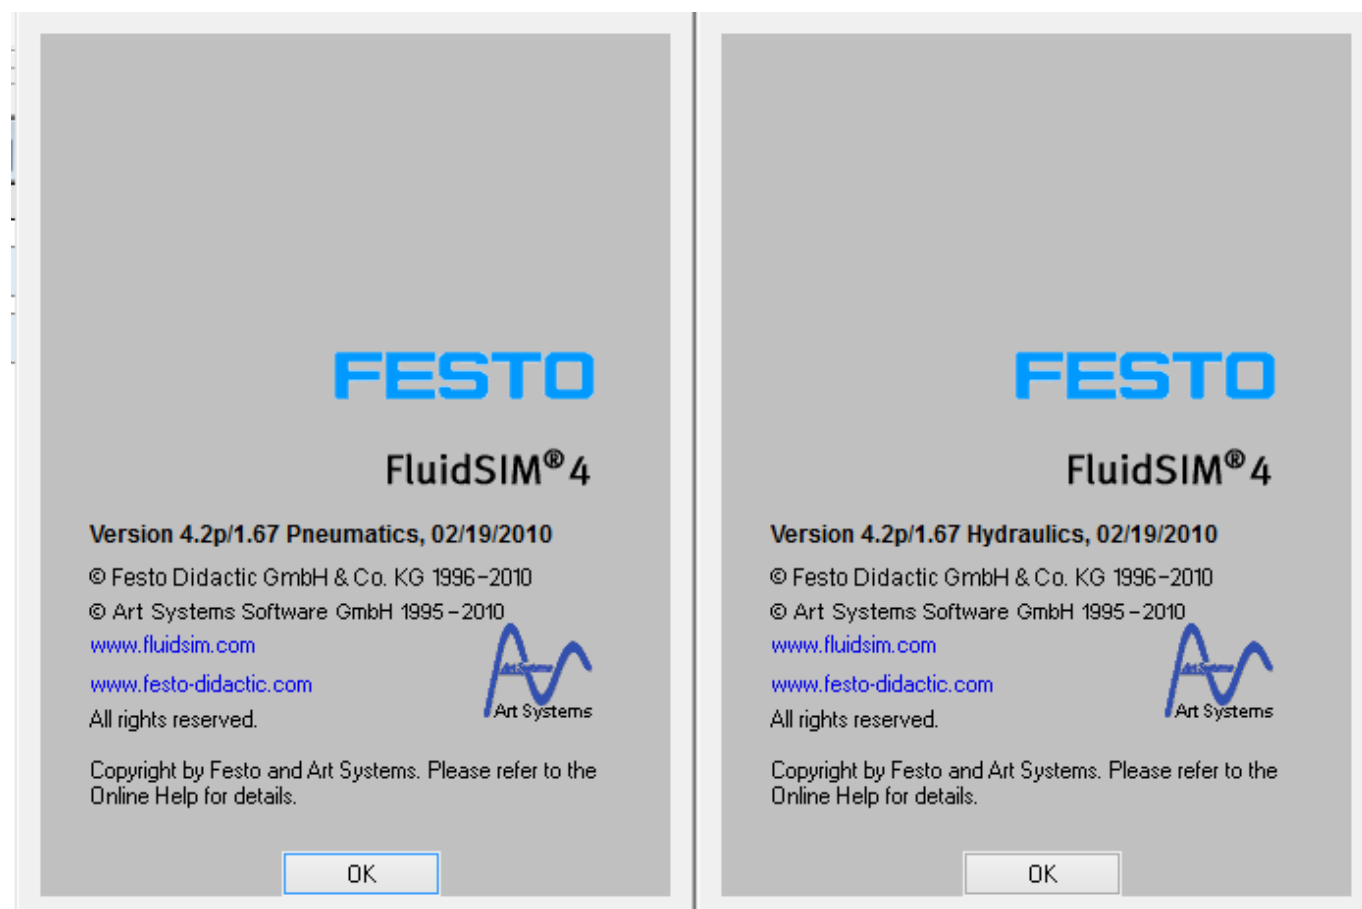 FESTO
FluidSIM®4
Version 4.2p/1.67 Pneumatics, 02/19/2010
© Festo Didactic GmbH & Co. KG 1996–2010
© Art Systems Software GmbH 1995–2010
www.fluidsim.com
www.festo-didactic.com
Art Systems
Art Systems
All rights reserved.
Copyright by Festo and Art Systems. Please refer to the
Online Help for details.
OK
FESTO
FluidSIM®4
Version 4.2p/1.67 Hydraulics, 02/19/2010
© Festo Didactic GmbH & Co. KG 1996–2010
© Art Systems Software GmbH 1995–2010
www.fluidsim.com
www.festo-didactic.com
Art Systems
Art Systems
All rights reserved.
Copyright by Festo and Art Systems. Please refer to the
Online Help for details.
OK